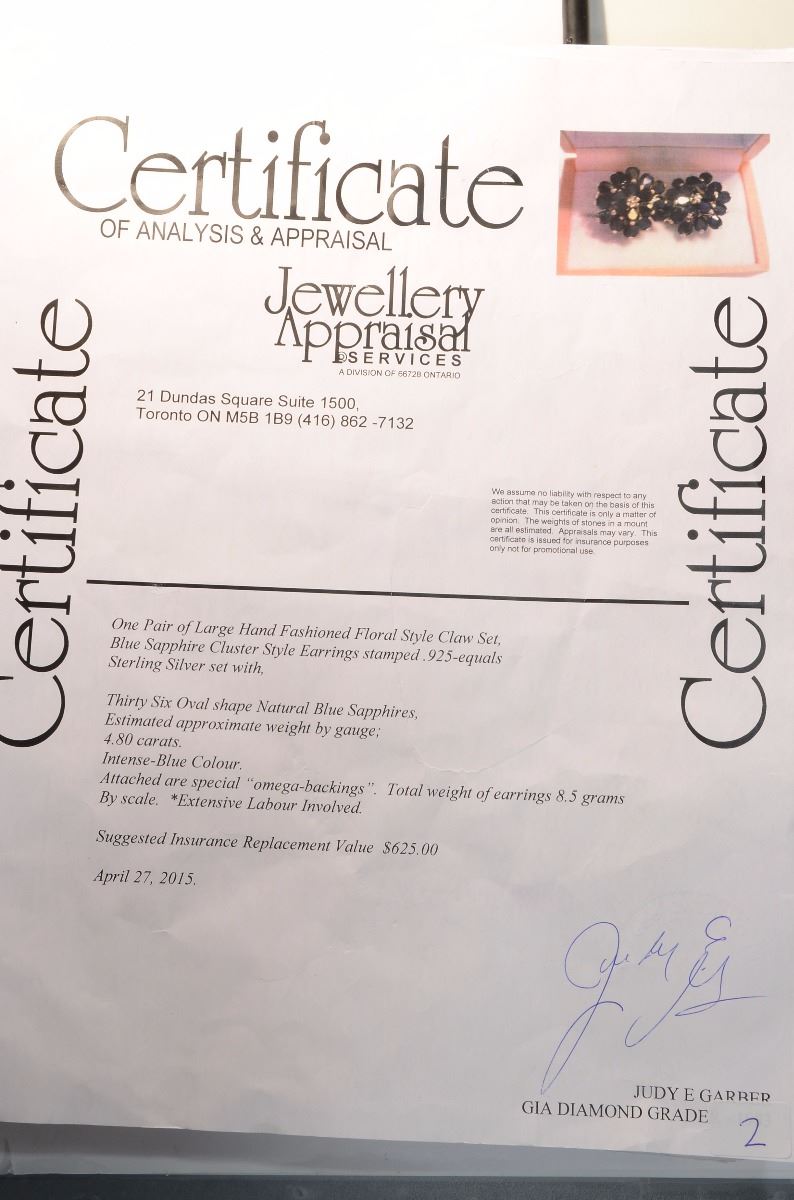 Certificate
OF ANALYSIS & APPRAISAL
Jewellery
Appraisal
SERVICES
A DIVISION OF 66728 ONTARIO
21 Dundas Square Suite 1500,
Toronto ON M5B 1B9 (416) 862 -7132
Certificate
Certificate
We assume no liability with respect to any
action that may be taken on the basis of this
certificate. This certificate is only a matter of
opinion. The weights of stones in a mount
are all estimated. Appraisals may vary. This
certificate is issued for insurance purposes
only not for promotional use.
One Pair of Large Hand Fashioned Floral Style Claw Set,
Blue Sapphire Cluster Style Earrings stamped .925-equals
Sterling Silver set with,
Thirty Six Oval shape Natural Blue Sapphires,
Estimated approximate weight by gauge;
4.80 carats.
Intense-Blue Colour.
Attached are special “omega-backings”. Total weight of earrings 8.5 grams
By scale. *Extensive Labour Involved.
Suggested Insurance Replacement Value $625.00
April 27, 2015.
JUDY E GARBER
GIA DIAMOND GRADE
2